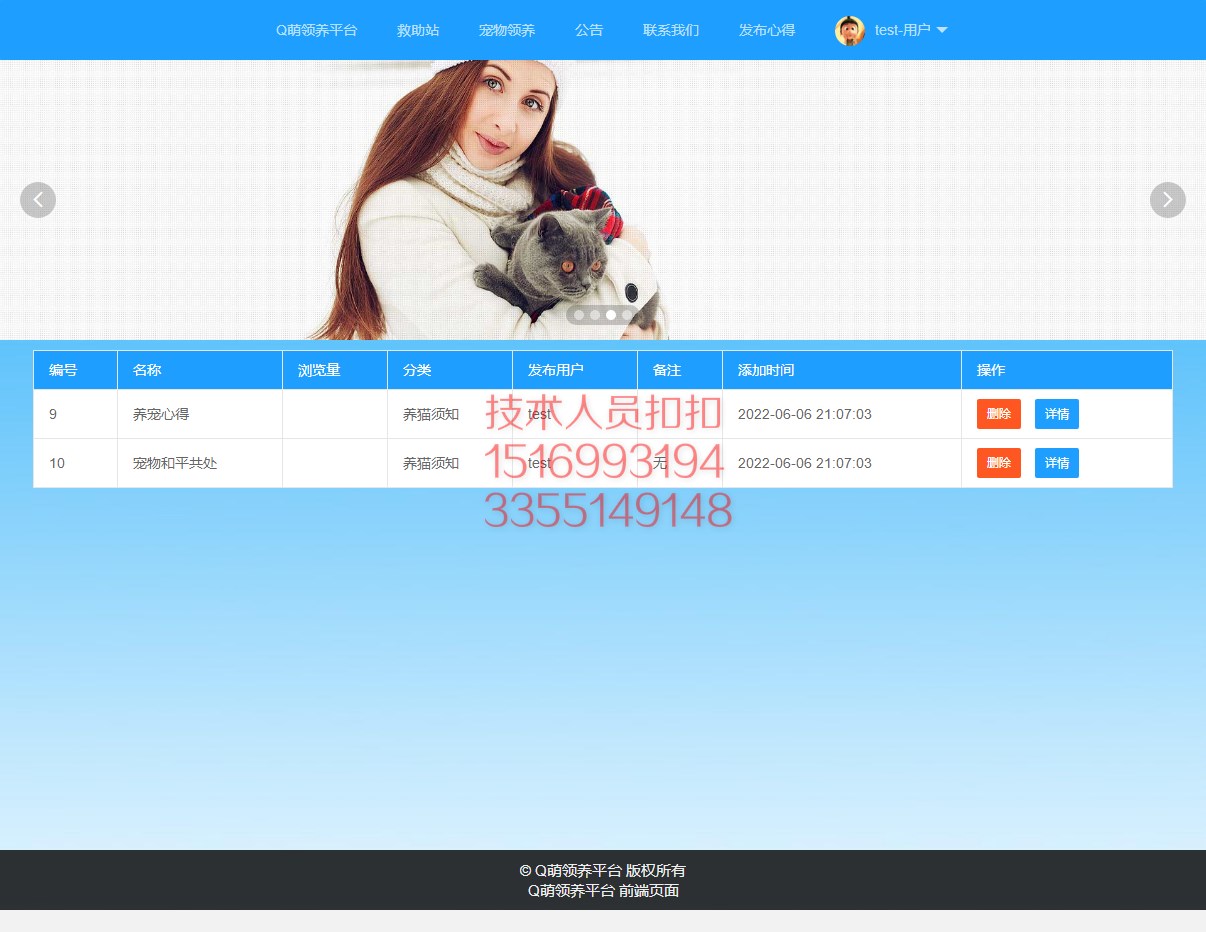 Q萌领养平台 救助站 宠物领养 公告 联系我们 发布心得 test-用户
编号 名称 浏览量 分类 发布用户 备注 添加时间 操作
9 养宠心得 养猫须知 test 2022-06-06 21:07:03 删除 详情
10 宠物和平共处 养猫须知 test 无 2022-06-06 21:07:03 删除 详情
技术人员扣扣
1516993194
3355149148
© Q萌领养平台 版权所有
Q萌领养平台 前端页面